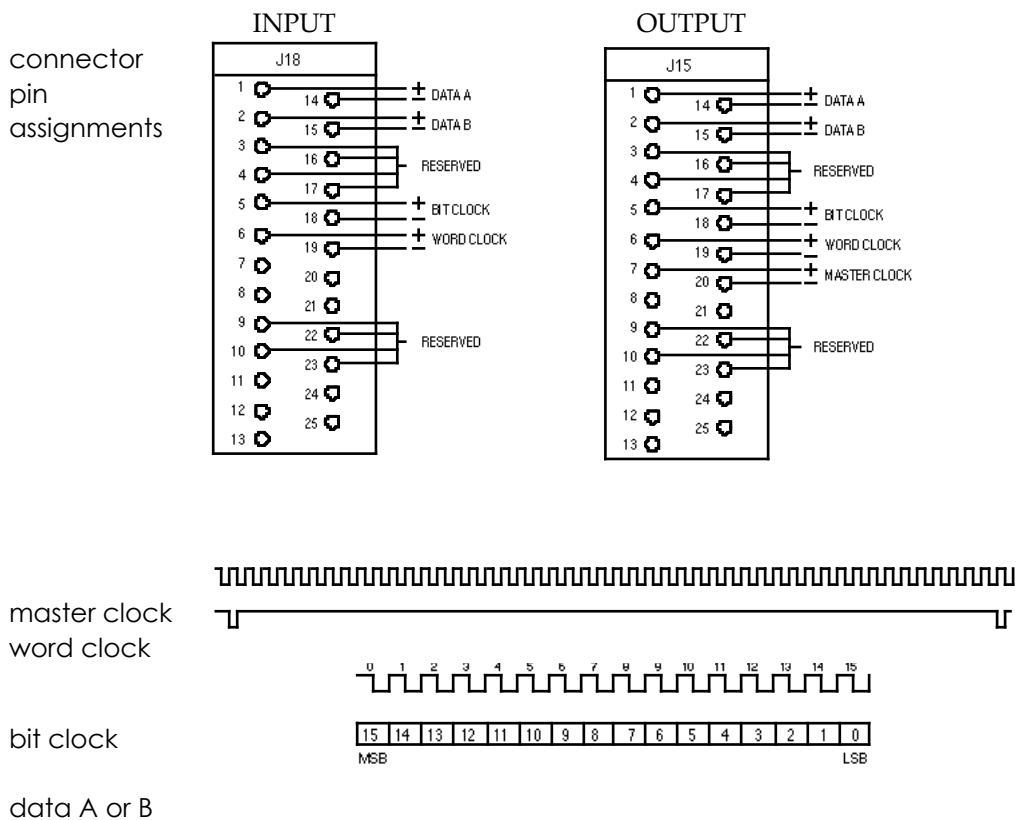 INPUT
OUTPUT
connector
pin
assignments
J18
1
14
+
-
DATA A
2
15
+
-
DATA B
3
16
4
17
RESERVED
5
18
+
-
BIT CLOCK
6
19
+
-
WORD CLOCK
7
20
8
21
9
22
10
23
RESERVED
11
24
12
25
13
J15
1
14
+
-
DATA A
2
15
+
-
DATA B
3
16
4
17
RESERVED
5
18
+
-
BIT CLOCK
6
19
+
-
WORD CLOCK
7
20
+
-
MASTER CLOCK
8
21
9
22
10
23
RESERVED
11
24
12
25
13
master clock
word clock
0 1 2 3 4 5 6 7 8 9 10 11 12 13 14 15
bit clock
15 14 13 12 11 10 9 8 7 6 5 4 3 2 1 0
MSB LSB
data A or B